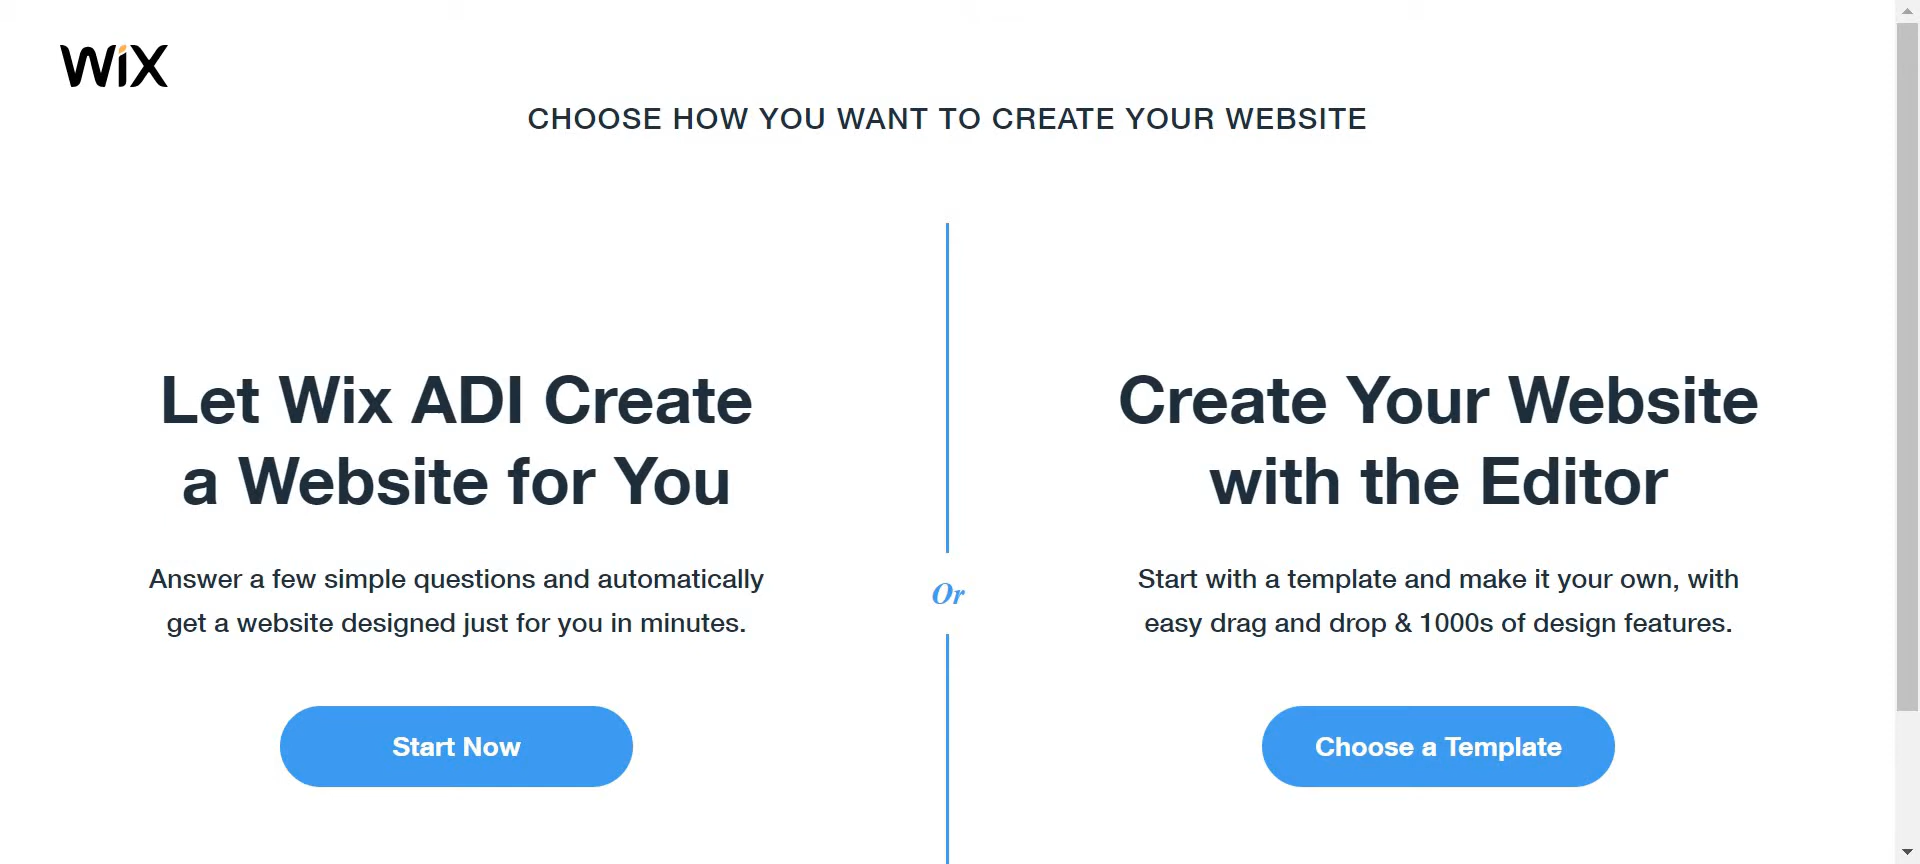 WiX
CHOOSE HOW YOU WANT TO CREATE YOUR WEBSITE
Let Wix ADI Create
a Website for You
Answer a few simple questions and automatically
get a website designed just for you in minutes.
Start Now
Or
Create Your Website
with the Editor
Start with a template and make it your own, with
easy drag and drop & 1000s of design features.
Choose a Template